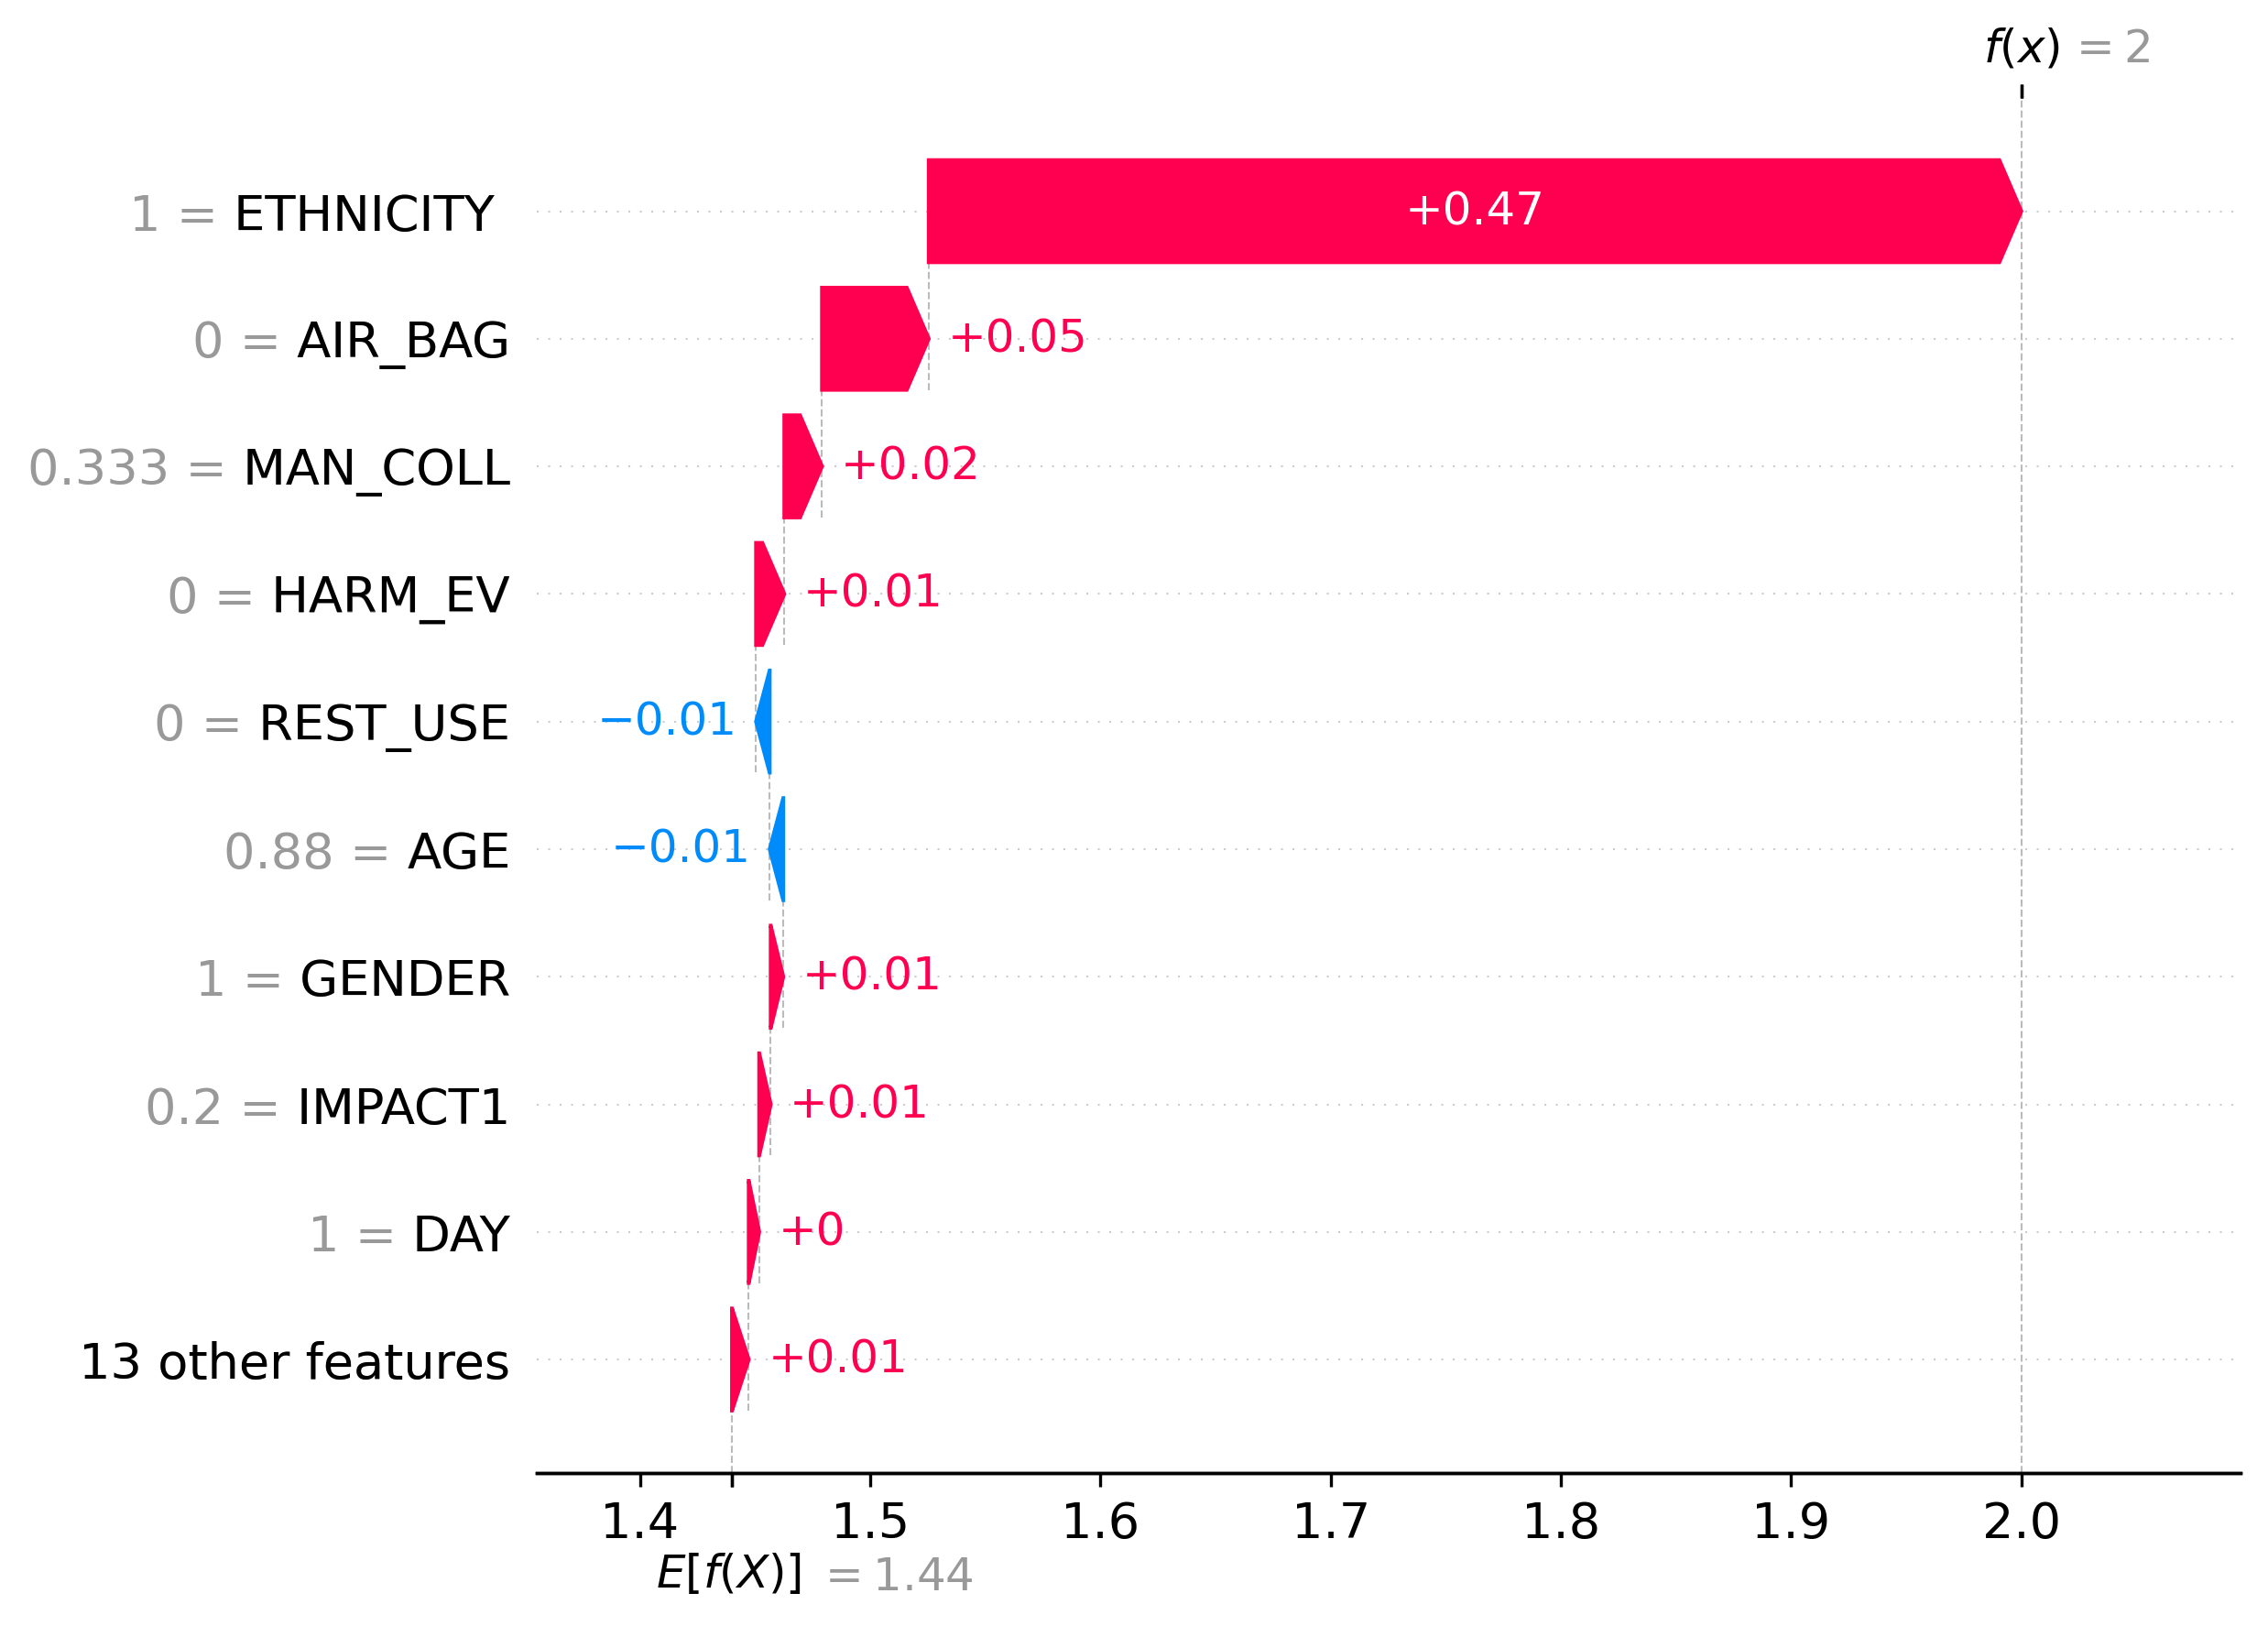 f(x) = 2
1 = ETHNICITY +0.47
0 = AIR_BAG +0.05
0.333 = MAN_COLL +0.02
0 = HARM_EV +0.01
0 = REST_USE −0.01
0.88 = AGE −0.01
1 = GENDER +0.01
0.2 = IMPACT1 +0.01
1 = DAY +0
13 other features +0.01
1.4 1.5 1.6 1.7 1.8 1.9 2.0
E[f(X)] = 1.44